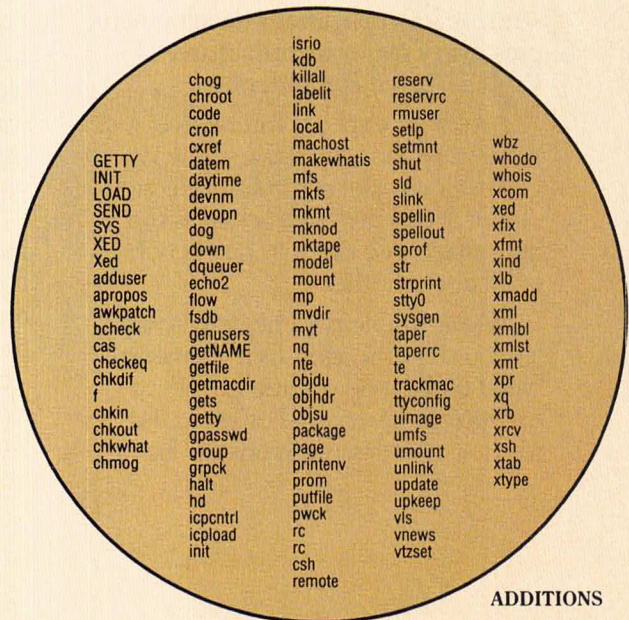 GETTY
INIT
LOAD
SEND
SYS
XED
Xed
adduser
apropos
awkpatch
bcheck
cas
checkeq
chkdif
f
chkin
chkout
chkwhat
chmog
chog
chroot
code
cron
cxref
datem
daytime
devnm
devopn
dog
down
dqueuer
echo2
flow
fsdb
genusers
getNAME
getfile
getmacdir
gets
getty
gpasswd
group
grpck
halt
hd
icpcntrl
icpload
init
isrio
kdb
killall
labelit
link
local
machost
makewhatis
mfs
mkfs
mkmt
mknod
mktape
model
mount
mp
mvdir
mvt
nq
nte
objdu
objhdr
objsu
package
page
printenv
prom
putfile
pwck
rc
rc
csh
remote
reserv
reservrc
rmuser
setlp
setmnt
shut
sld
slink
spellin
spellout
sprof
str
strprint
stty0
sysgen
taper
taperrc
te
trackmac
ttyconfig
uimage
umfs
umount
unlink
update
upkeep
vls
vnews
vtzset
wbz
whodo
whois
xcom
xed
xfix
xfmt
xind
xlb
xmadd
xml
xmlbl
xmlst
xmt
xpr
xq
xrb
xrcv
xsh
xtab
xtype
ADDITIONS